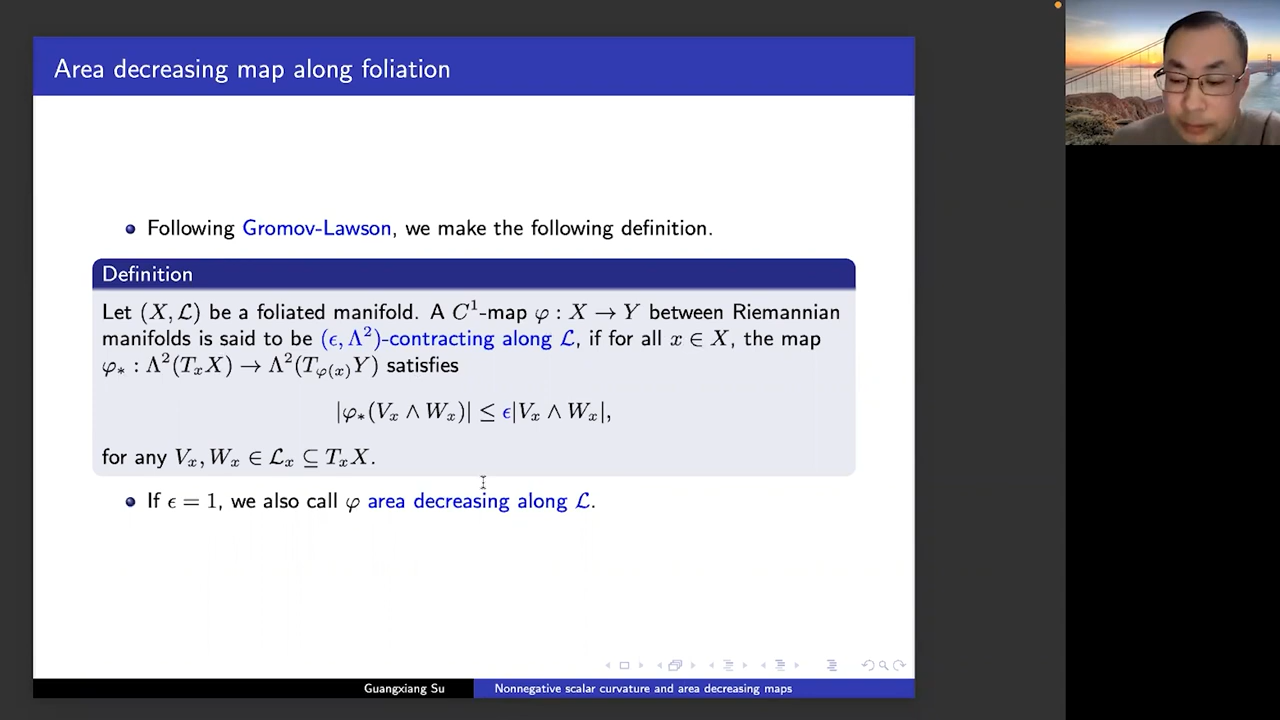 Area decreasing map along foliation
Following Gromov-Lawson, we make the following definition.
Definition
Let (X, ℒ) be a foliated manifold. A C¹-map φ : X → Y between Riemannian
manifolds is said to be (ϵ, Λ²)-contracting along ℒ, if for all x ∈ X, the map
φ∗ : Λ²(TₓX) → Λ²(T_{φ(x)}Y) satisfies
|φ∗(Vₓ ∧ Wₓ)| ≤ ϵ|Vₓ ∧ Wₓ|,
for any Vₓ, Wₓ ∈ ℒₓ ⊆ TₓX.
If ϵ = 1, we also call φ area decreasing along ℒ.
Guangxiang Su
Nonnegative scalar curvature and area decreasing maps